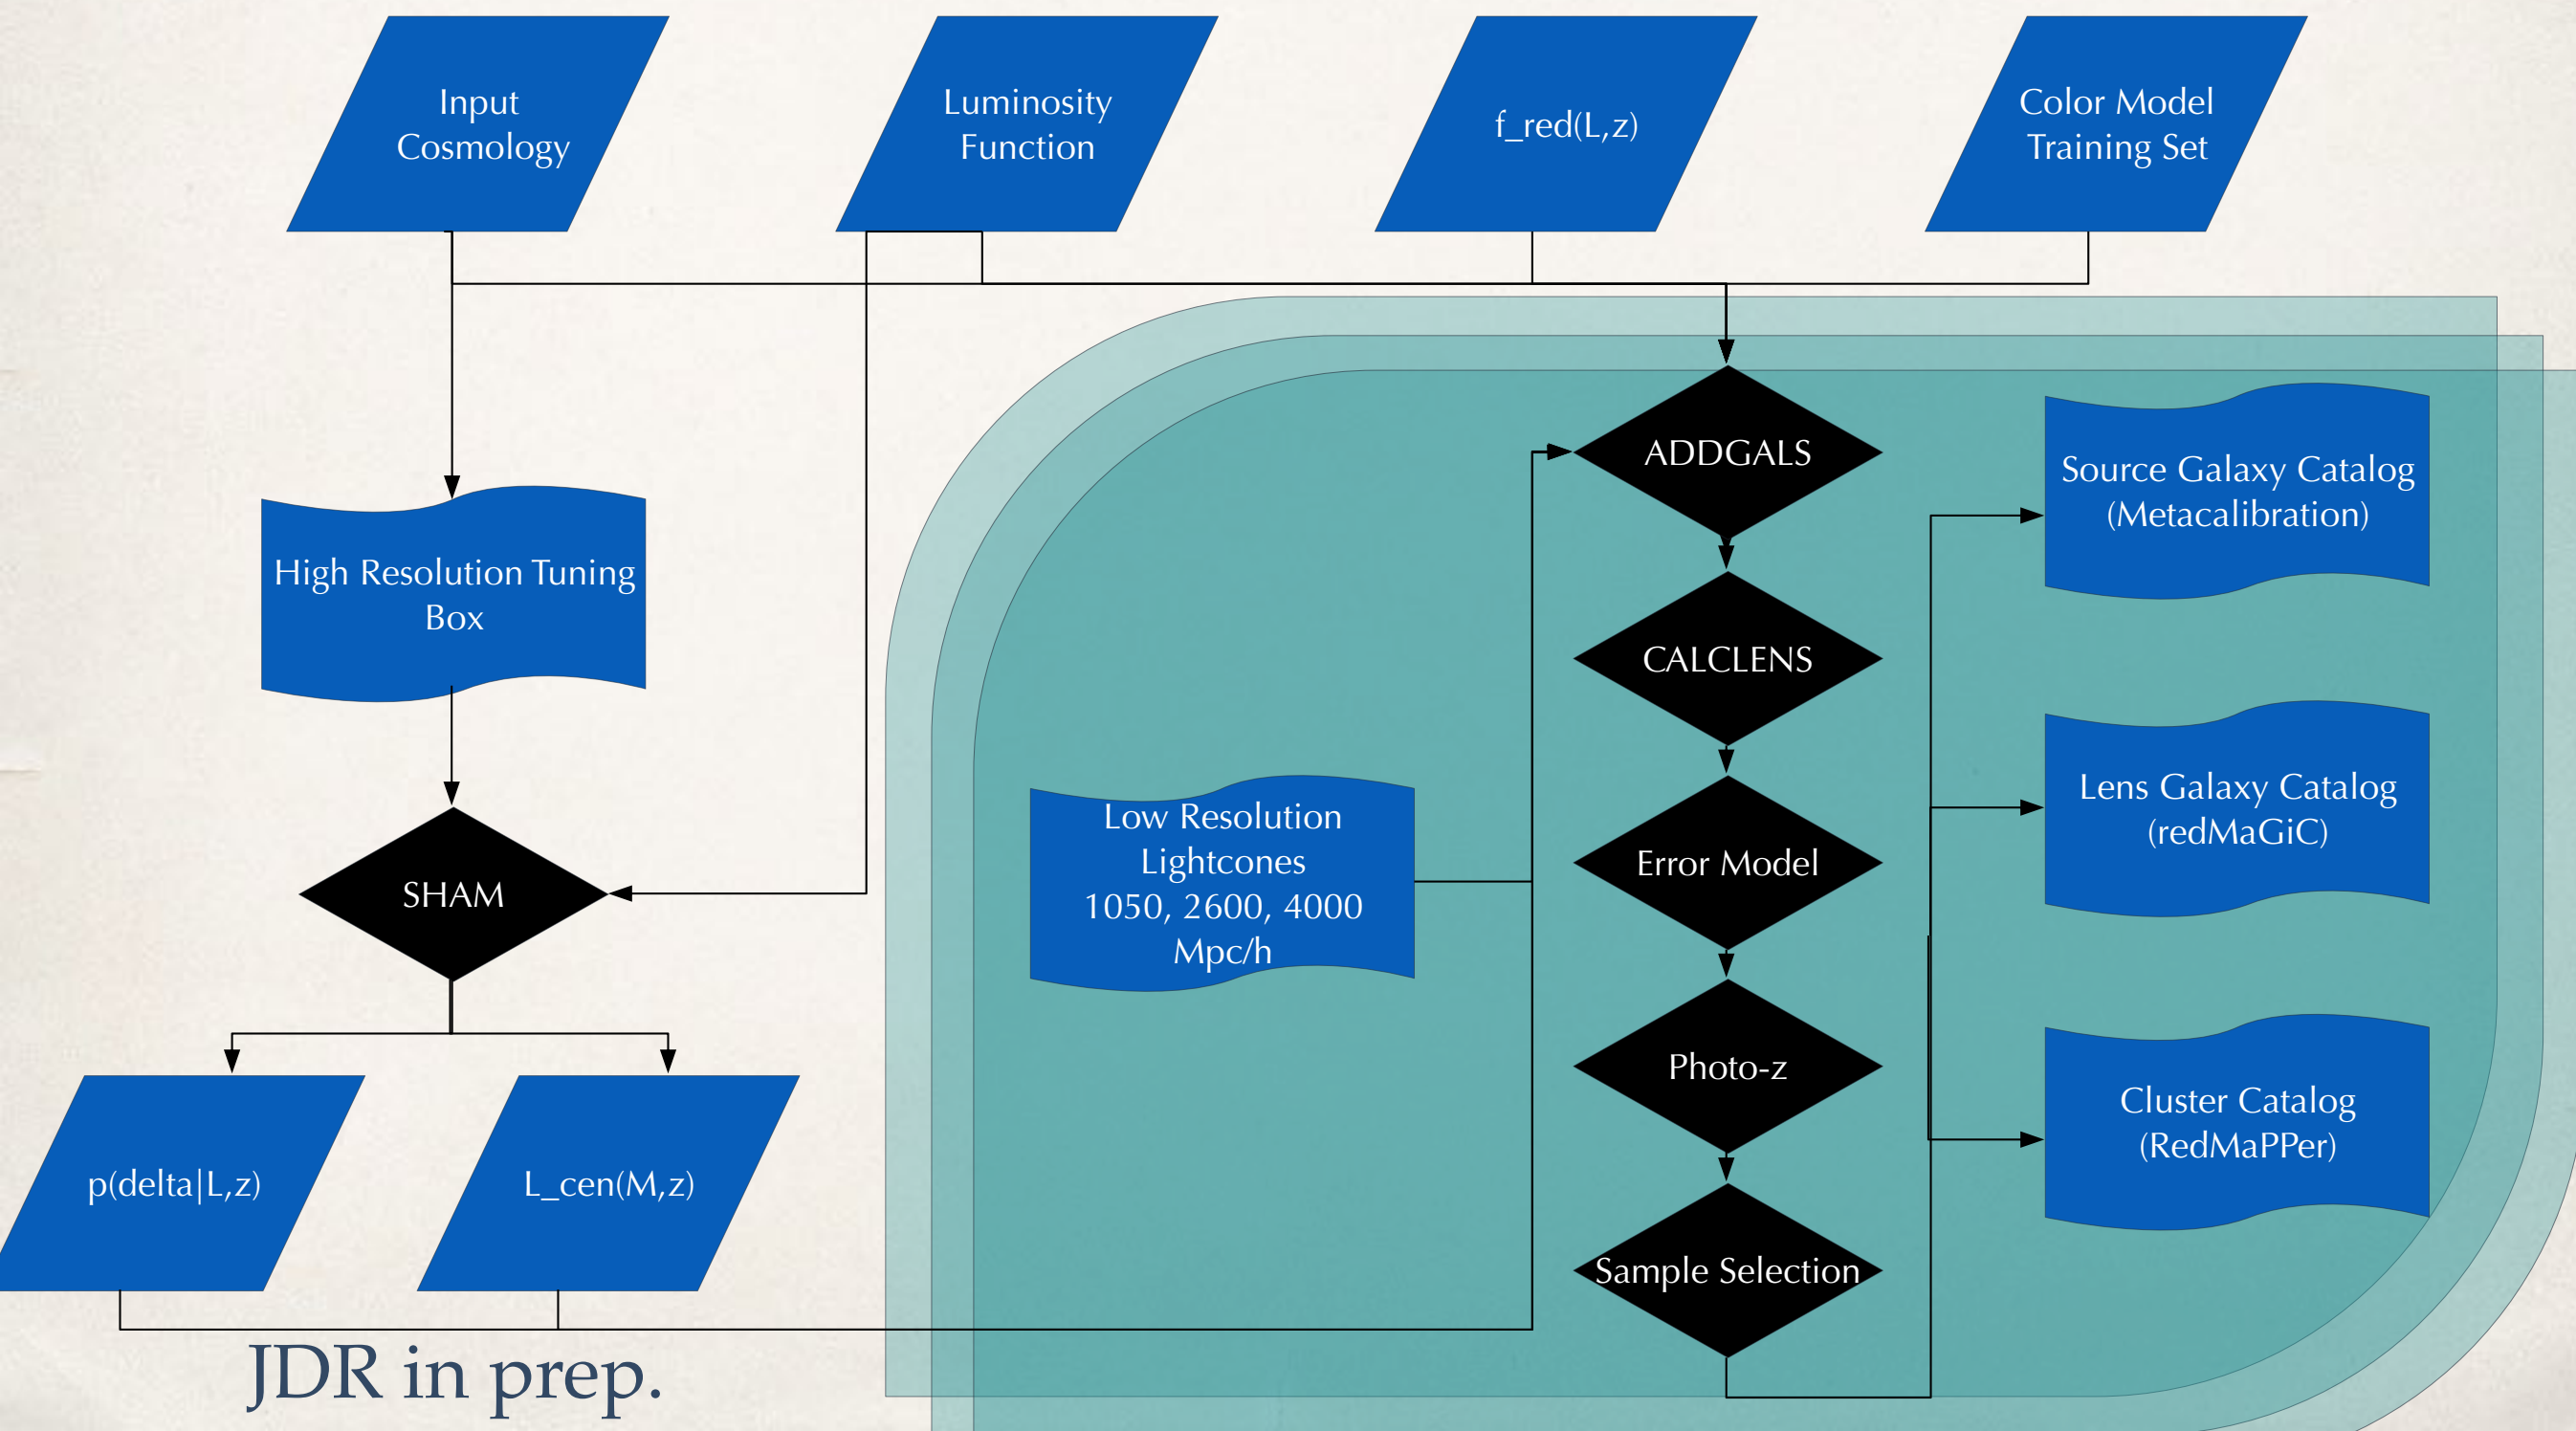 Input
Cosmology
Luminosity
Function
f_red(L,z)
Color Model
Training Set
High Resolution Tuning
Box
SHAM
p(delta|L,z)
L_cen(M,z)
JDR in prep.
Low Resolution
Lightcones
1050, 2600, 4000
Mpc/h
ADDGALS
CALCLENS
Error Model
Photo-z
Sample Selection
Source Galaxy Catalog
(Metacalibration)
Lens Galaxy Catalog
(redMaGiC)
Cluster Catalog
(RedMaPPer)